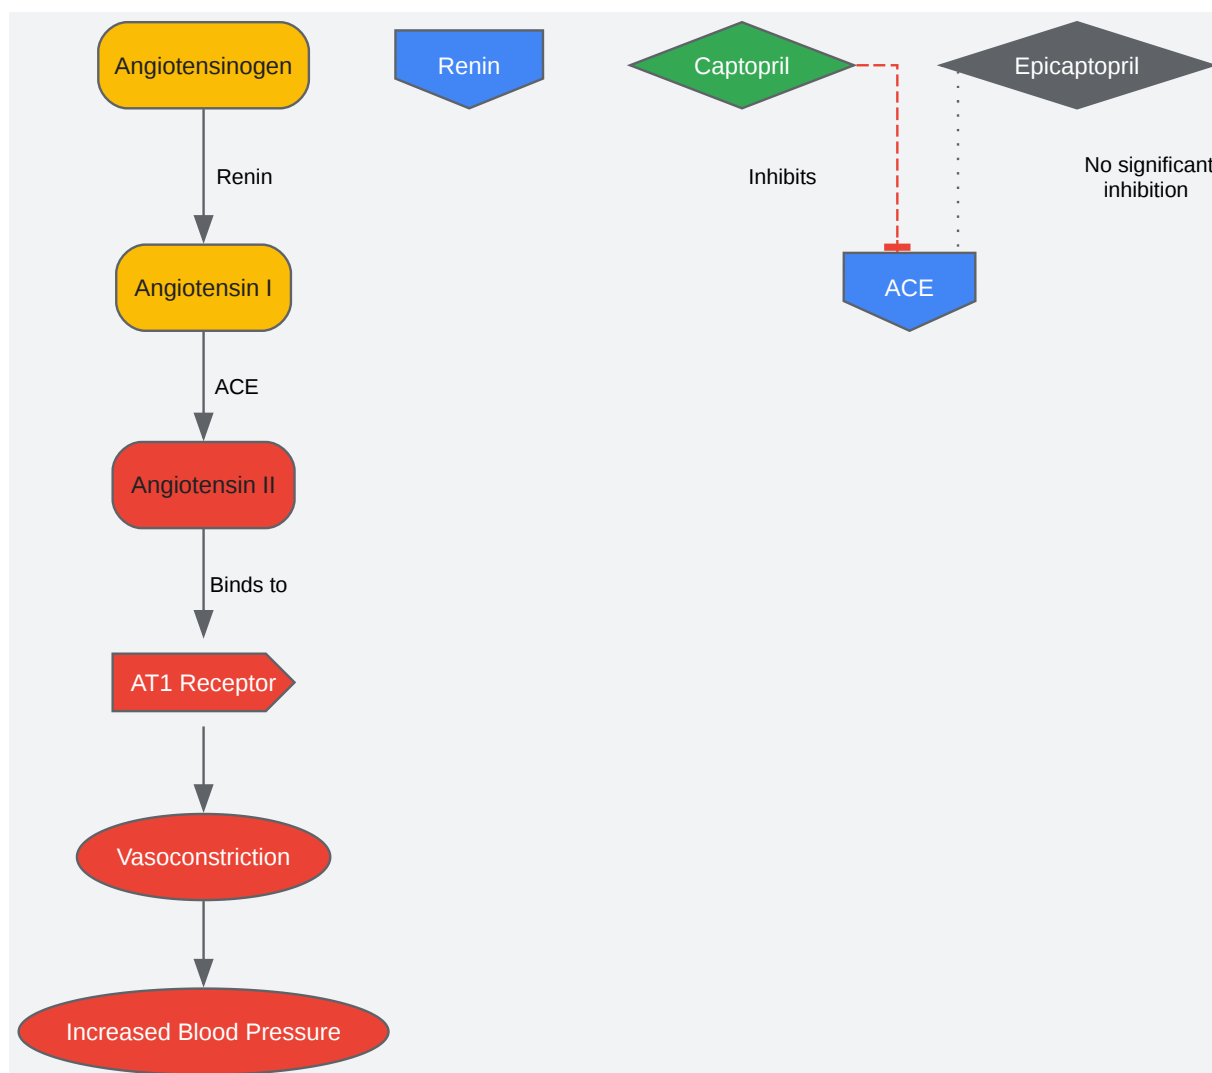 Angiotensinogen
Renin
Captopril
Epicaptopril
Renin
Inhibits
No significant
inhibition
Angiotensin I
ACE
ACE
Angiotensin II
Binds to
AT1 Receptor
Vasoconstriction
Increased Blood Pressure